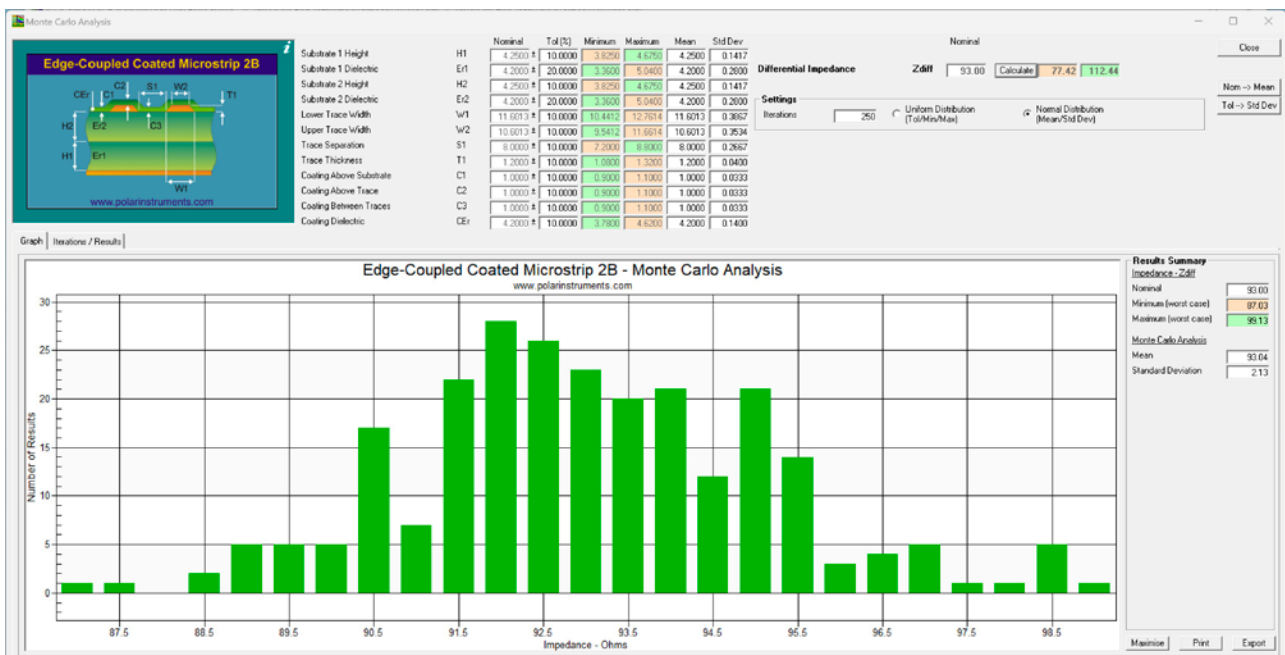 Monte Carlo Analysis
Edge-Coupled Coated Microstrip 2B
i
CEr C1 C2 S1 W2 T1
H2 Er2 C3
H1 Er1
W1
www.polarinstruments.com
Nominal Tol (%) Minimum Maximum Mean Std Dev
Substrate 1 Height H1 4.2500 ± 10.0000 3.8250 4.6750 4.2500 0.1417
Substrate 1 Dielectric Er1 4.2000 ± 20.0000 3.3600 5.0400 4.2000 0.2800
Substrate 2 Height H2 4.2500 ± 10.0000 3.8250 4.6750 4.2500 0.1417
Substrate 2 Dielectric Er2 4.2000 ± 20.0000 3.3600 5.0400 4.2000 0.2800
Lower Trace Width W1 11.6013 ± 10.0000 10.4412 12.7614 11.6013 0.3867
Upper Trace Width W2 10.6013 ± 10.0000 9.5412 11.6614 10.6013 0.3534
Trace Separation S1 8.0000 ± 10.0000 7.2000 8.8000 8.0000 0.2667
Trace Thickness T1 1.2000 ± 10.0000 1.0800 1.3200 1.2000 0.0400
Coating Above Substrate C1 1.0000 ± 10.0000 0.9000 1.1000 1.0000 0.0333
Coating Above Trace C2 1.0000 ± 10.0000 0.9000 1.1000 1.0000 0.0333
Coating Between Traces C3 1.0000 ± 10.0000 0.9000 1.1000 1.0000 0.0333
Coating Dielectric CEr 4.2000 ± 10.0000 3.7800 4.6200 4.2000 0.1400
Nominal
Differential Impedance Zdiff 93.00 Calculate 77.42 112.44
Settings
Iterations 250
Uniform Distribution
(Tol/Min/Max)
Normal Distribution
(Mean/Std Dev)
Close
Nom -> Mean
Tol -> Std Dev
Graph Iterations / Results
Edge-Coupled Coated Microstrip 2B - Monte Carlo Analysis
www.polarinstruments.com
Number of Results
30
25
20
15
10
5
0
87.5 88.5 89.5 90.5 91.5 92.5 93.5 94.5 95.5 96.5 97.5 98.5
Impedance - Ohms
Results Summary
Impedance - Zdiff
Nominal 93.00
Minimum (worst case) 87.03
Maximum (worst case) 99.13
Monte Carlo Analysis
Mean 93.04
Standard Deviation 2.13
Maximise Print Export